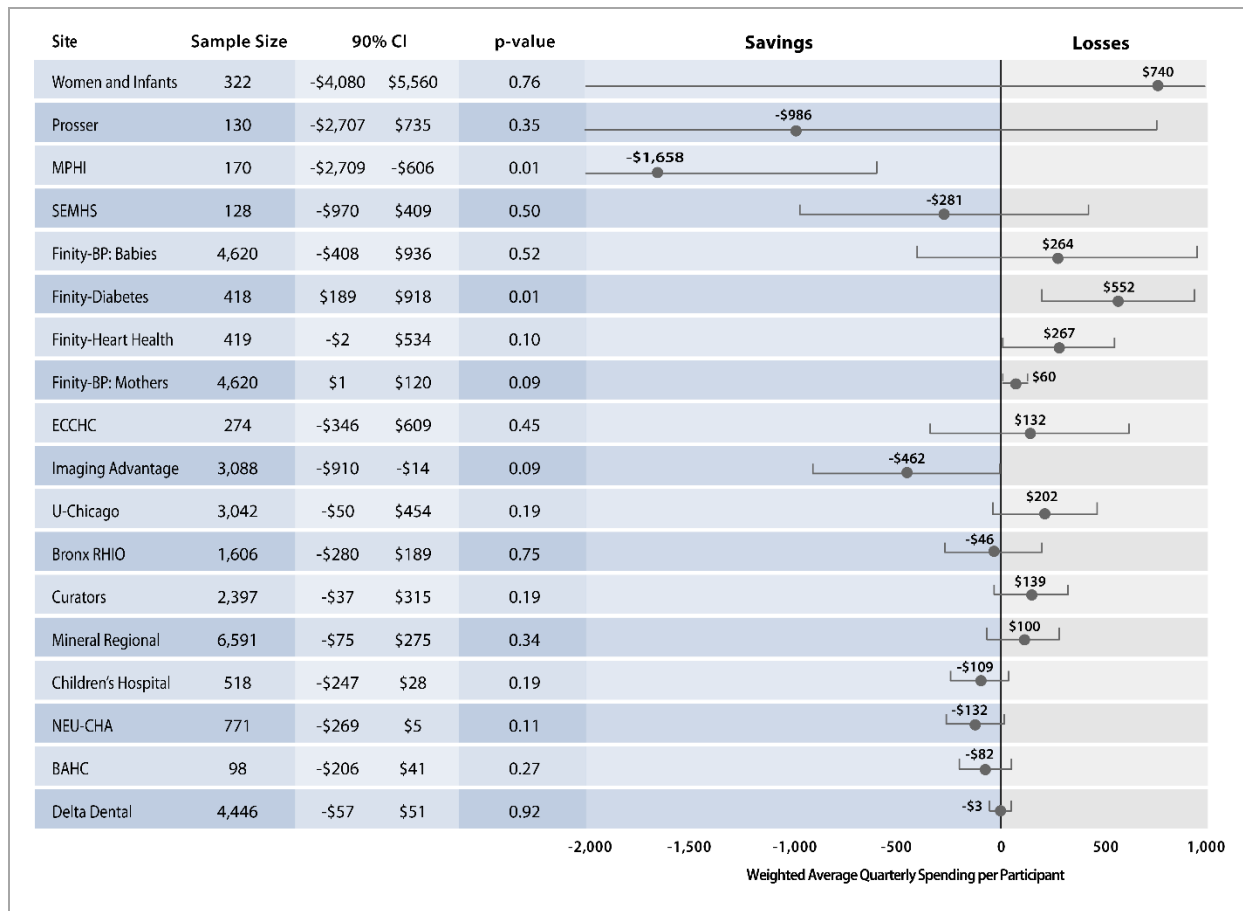 Site Sample Size 90% CI p-value Savings Losses
Women and Infants 322 -$4,080 $5,560 0.76 $740
Prosser 130 -$2,707 $735 0.35 -$986
MPHI 170 -$2,709 -$606 0.01 -$1,658
SEMHS 128 -$970 $409 0.50 -$281
Finity-BP: Babies 4,620 -$408 $936 0.52 $264
Finity-Diabetes 418 $189 $918 0.01 $552
Finity-Heart Health 419 -$2 $534 0.10 $267
Finity-BP: Mothers 4,620 $1 $120 0.09 $60
ECCHC 274 -$346 $609 0.45 $132
Imaging Advantage 3,088 -$910 -$14 0.09 -$462
U-Chicago 3,042 -$50 $454 0.19 $202
Bronx RHIO 1,606 -$280 $189 0.75 -$46
Curators 2,397 -$37 $315 0.19 $139
Mineral Regional 6,591 -$75 $275 0.34 $100
Children’s Hospital 518 -$247 $28 0.19 -$109
NEU-CHA 771 -$269 $5 0.11 -$132
BAHC 98 -$206 $41 0.27 -$82
Delta Dental 4,446 -$57 $51 0.92 -$3
-2,000 -1,500 -1,000 -500 0 500 1,000
Weighted Average Quarterly Spending per Participant